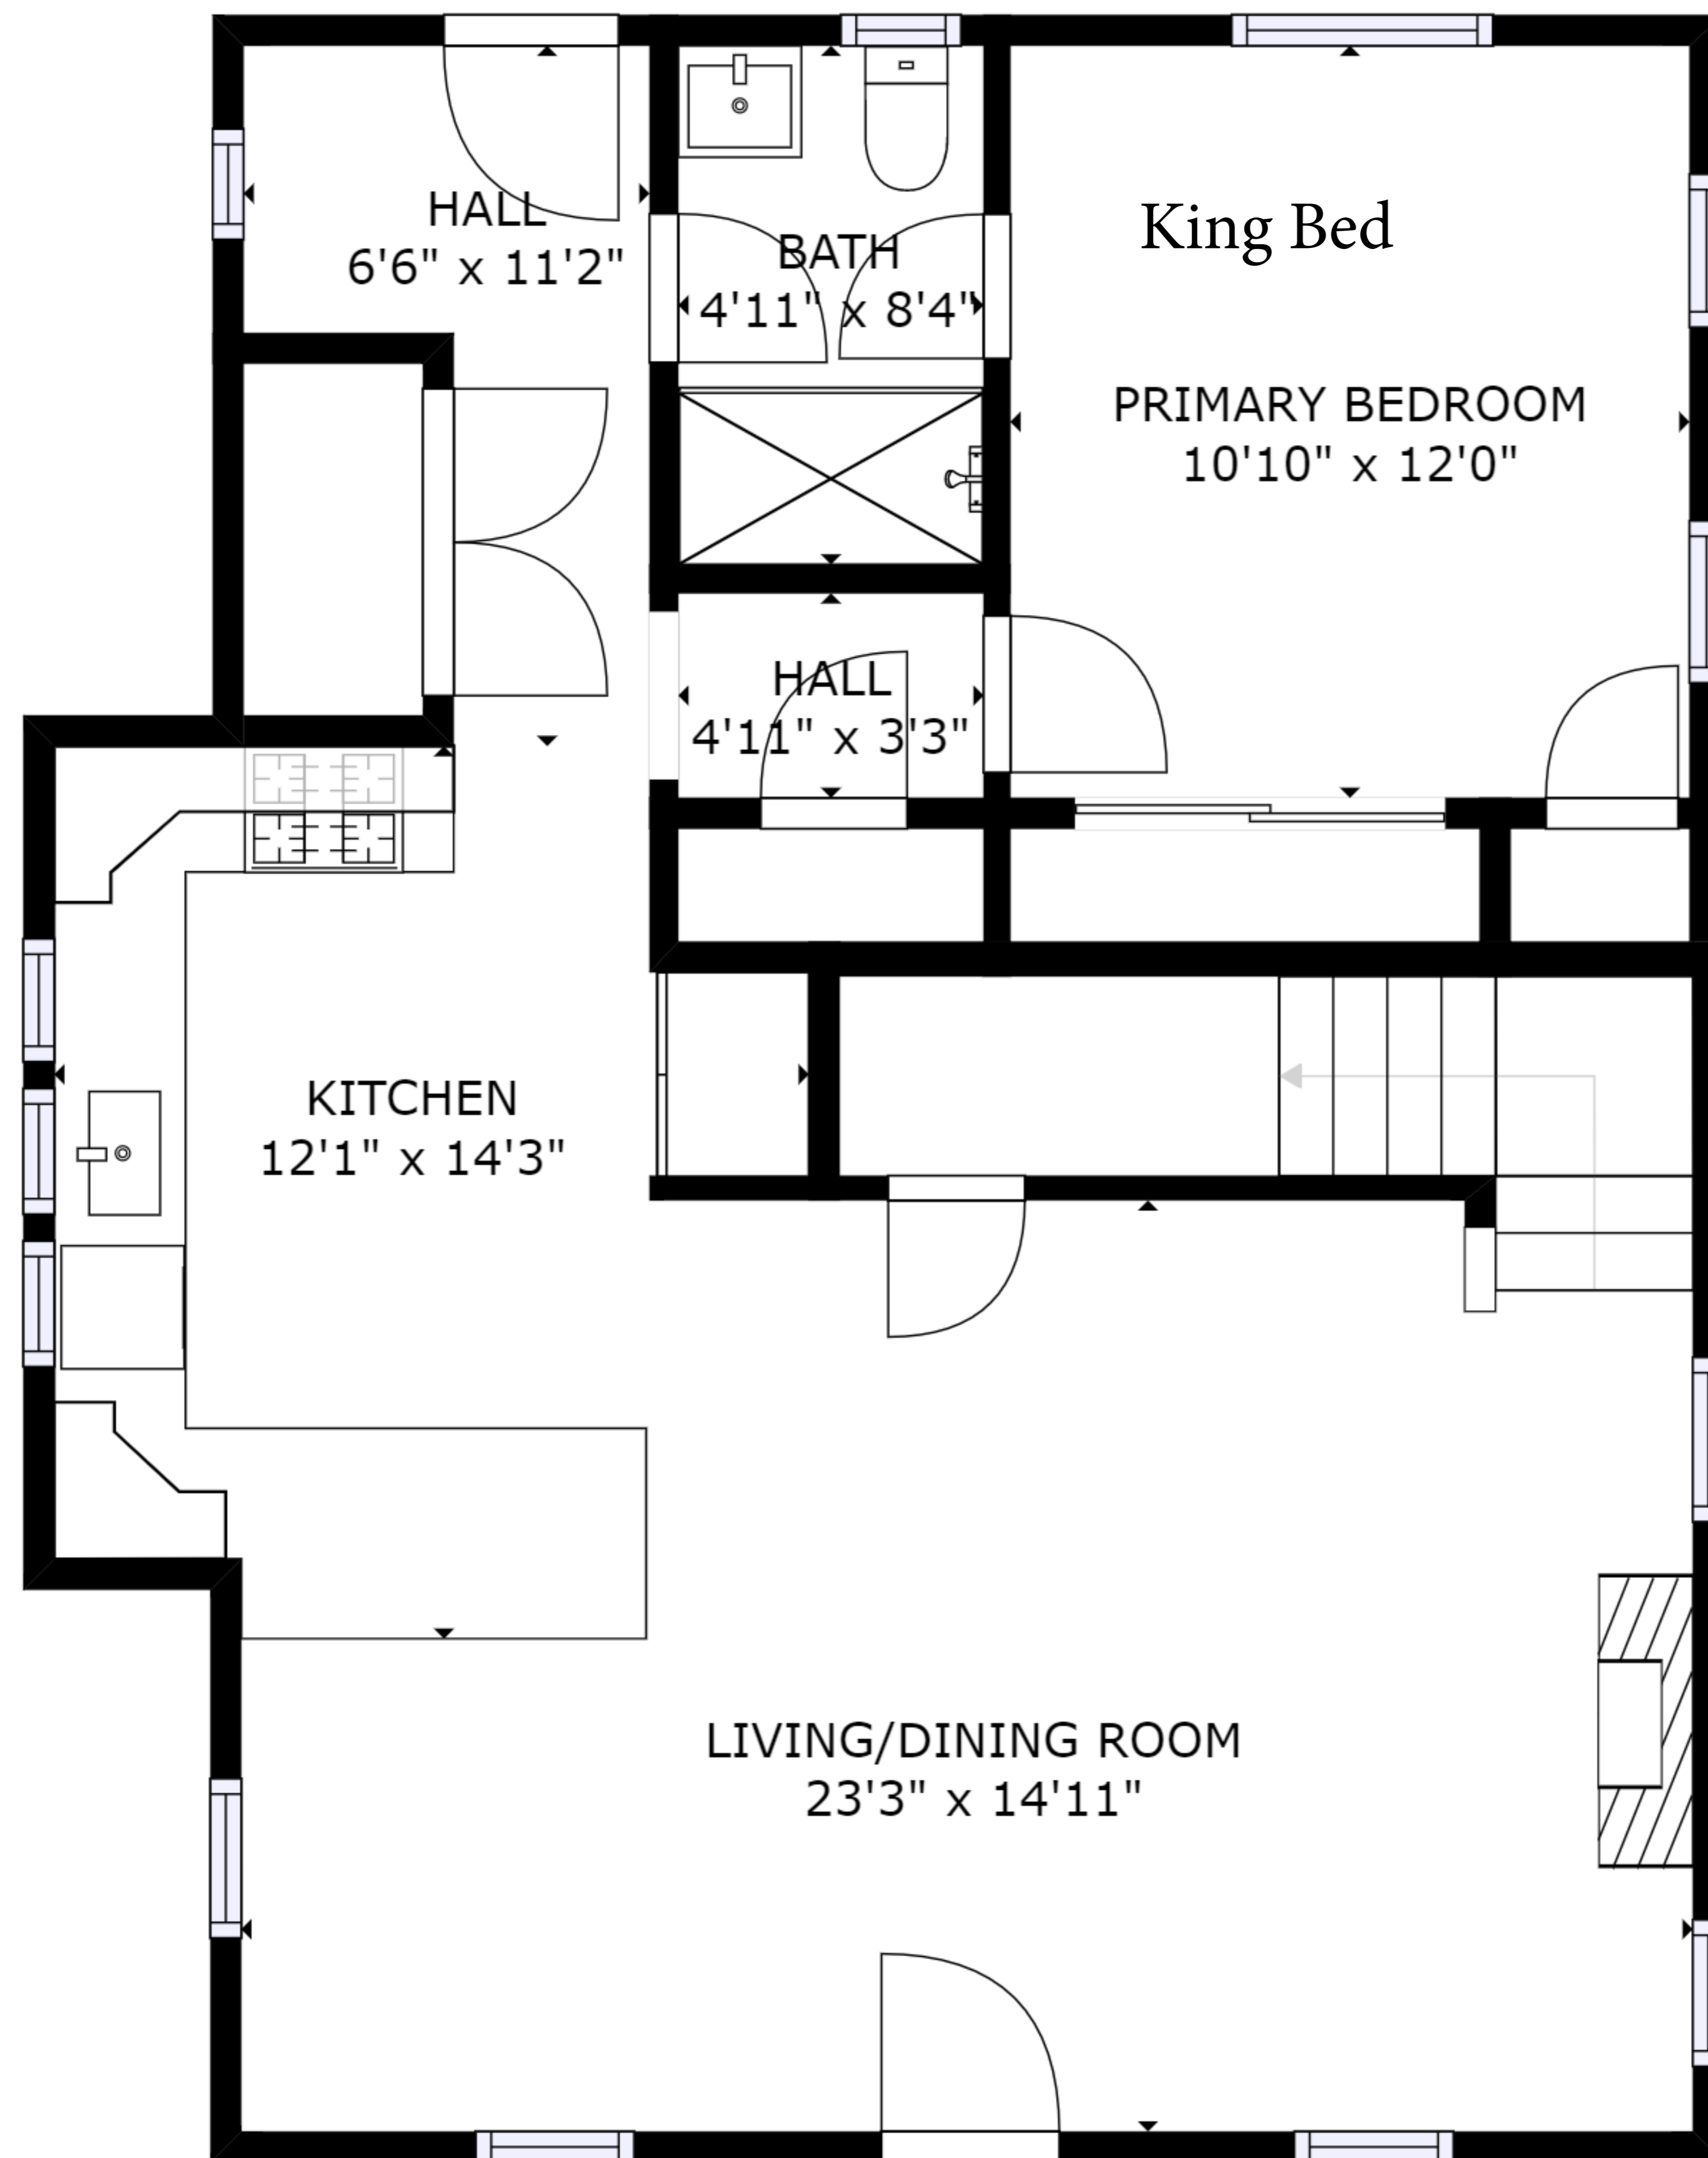 HALL
6'6" x 11'2"
BATH
4'11" x 8'4"
King Bed
PRIMARY BEDROOM
10'10" x 12'0"
HALL
4'11" x 3'3"
KITCHEN
12'1" x 14'3"
LIVING/DINING ROOM
23'3" x 14'11"